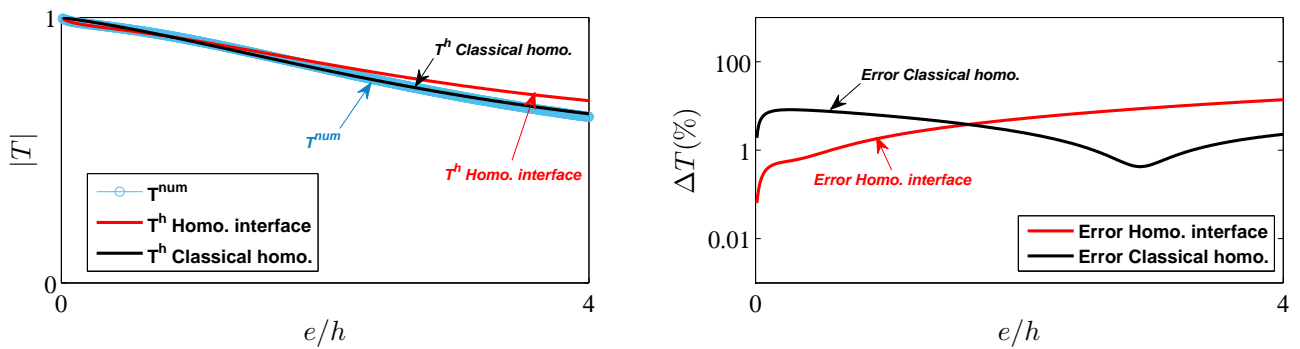 1
|T|
0
0
4
e/h
T^h Classical homo.
T^num
T^h Homo. interface
T^num
T^h Homo. interface
T^h Classical homo.
100
1
0.01
ΔT(%)
0
4
e/h
Error Classical homo.
Error Homo. interface
Error Homo. interface
Error Classical homo.